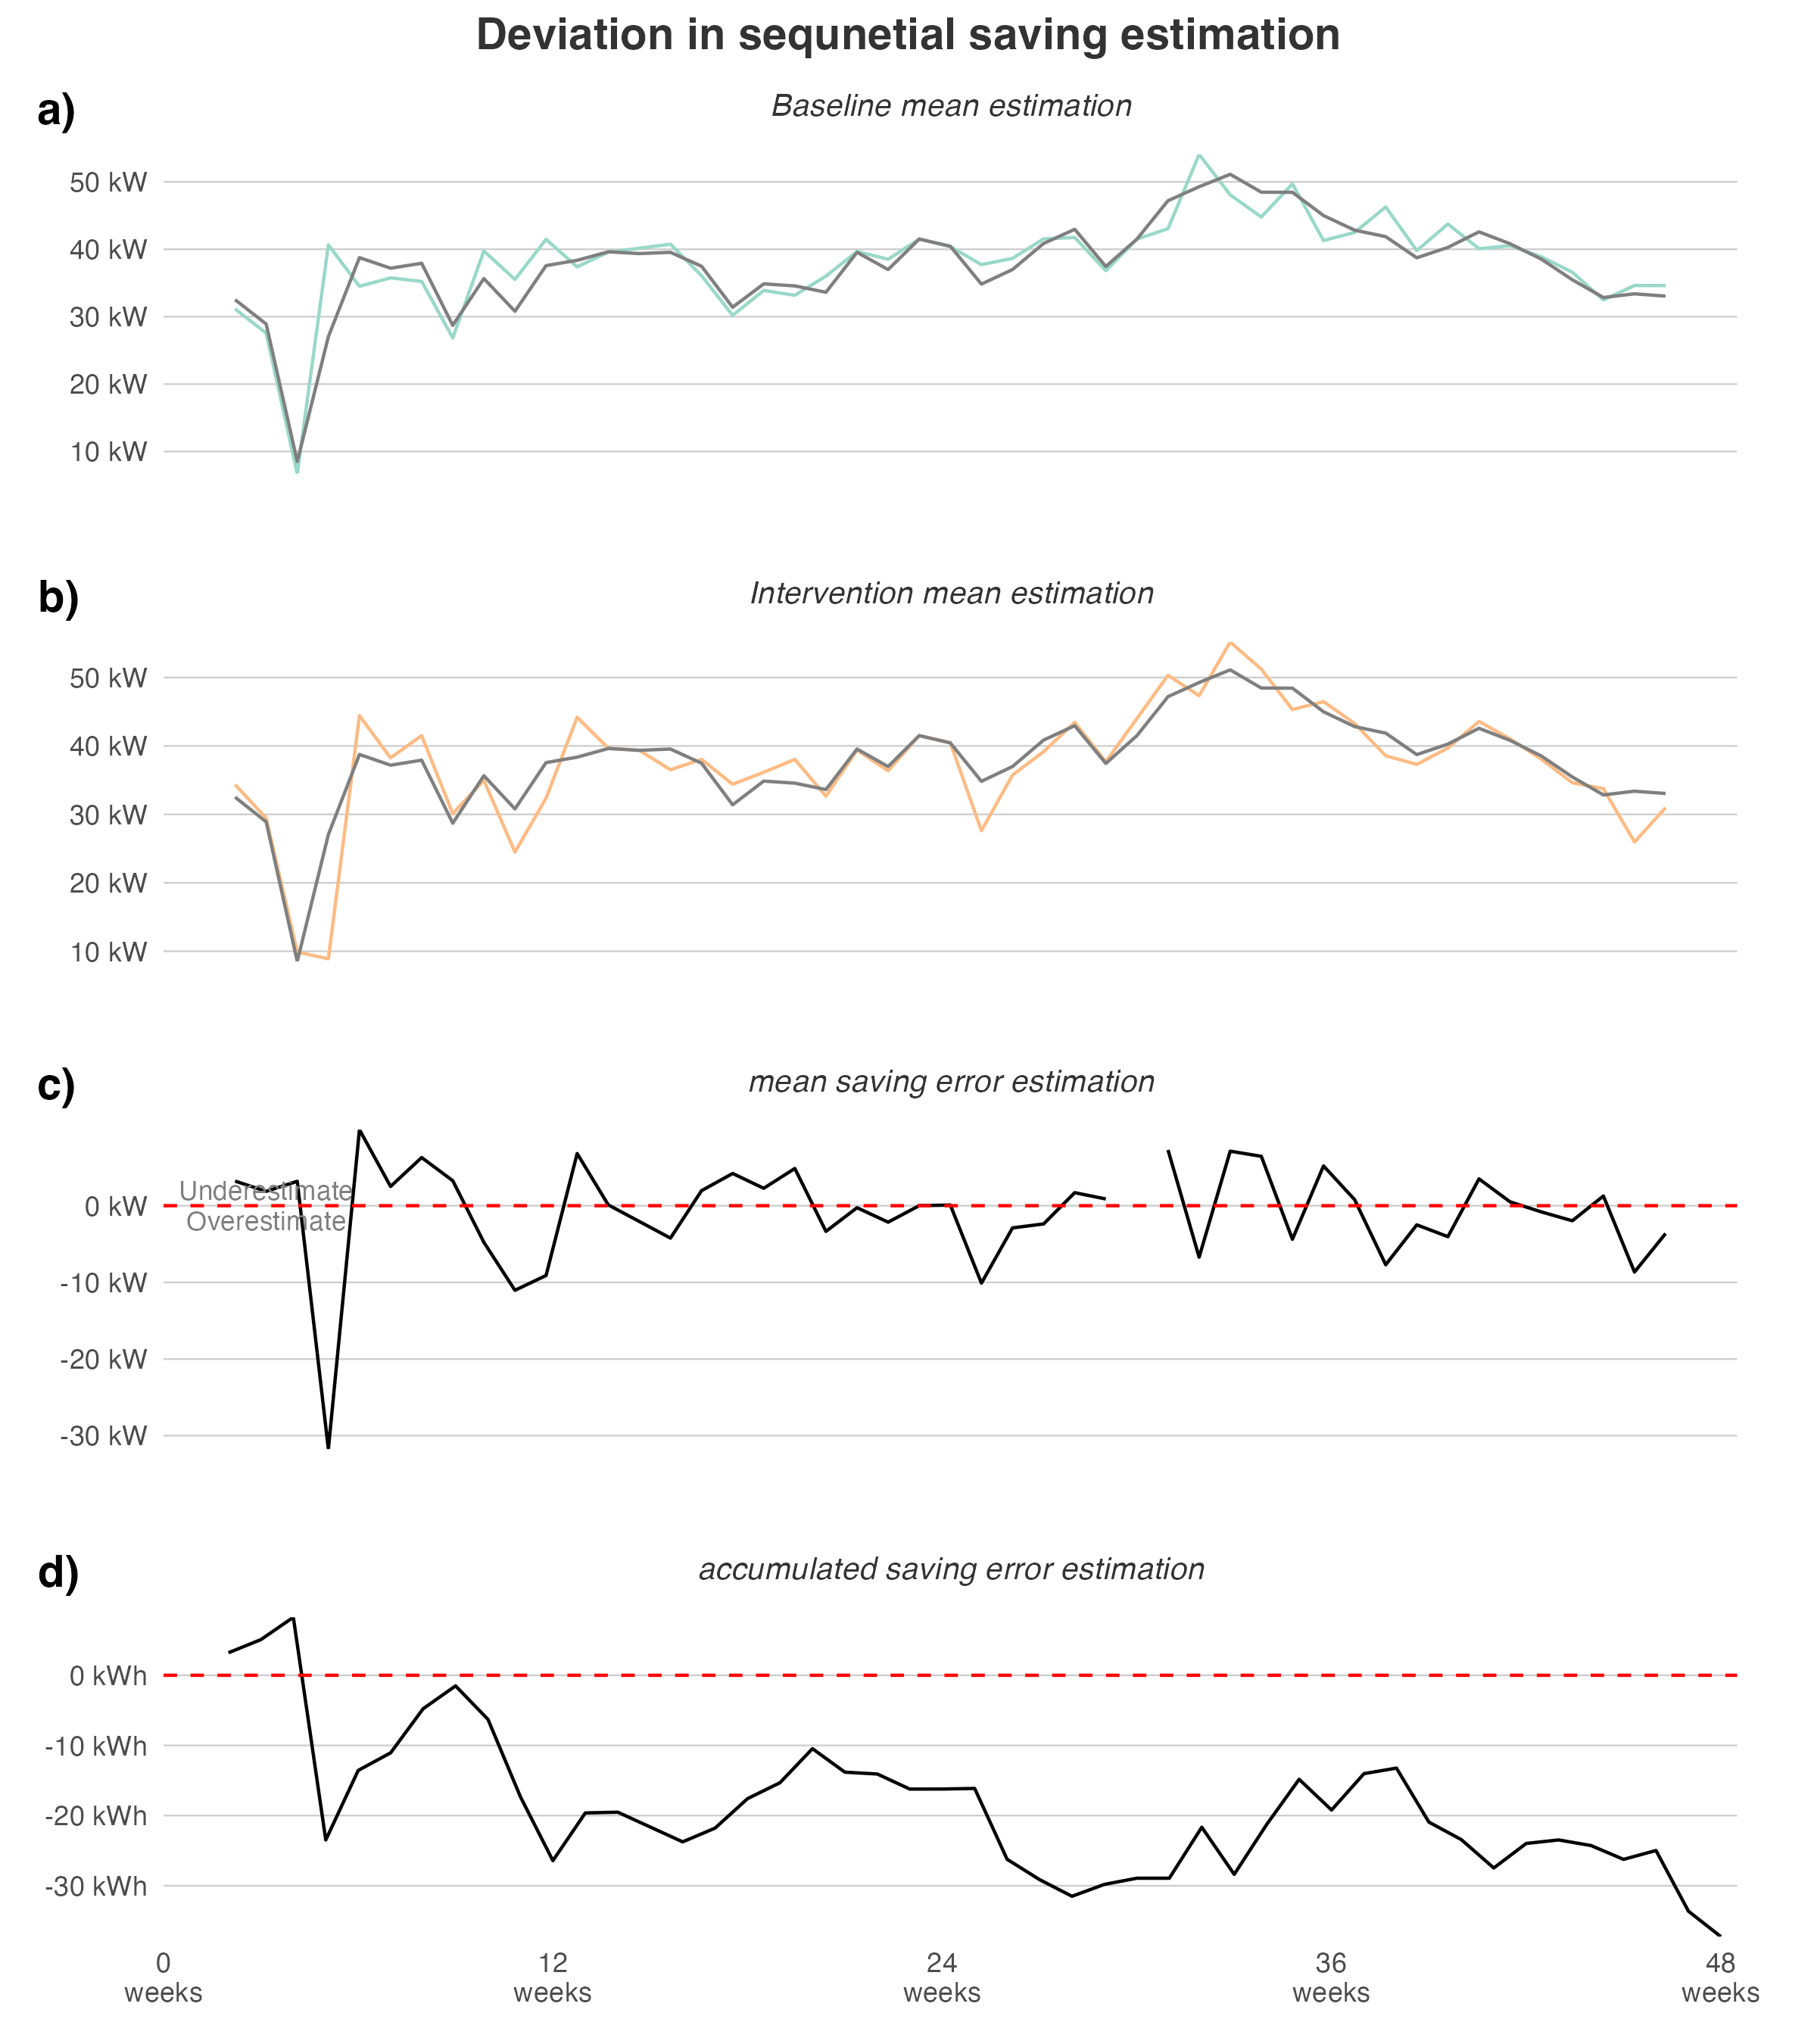 Deviation in sequnetial saving estimation
a)
Baseline mean estimation
50 kW
40 kW
30 kW
20 kW
10 kW
b)
Intervention mean estimation
50 kW
40 kW
30 kW
20 kW
10 kW
c)
mean saving error estimation
Underestimate
0 kW
Overestimate
-10 kW
-20 kW
-30 kW
d)
accumulated saving error estimation
0 kWh
-10 kWh
-20 kWh
-30 kWh
0 12 24 36 48
weeks weeks weeks weeks weeks